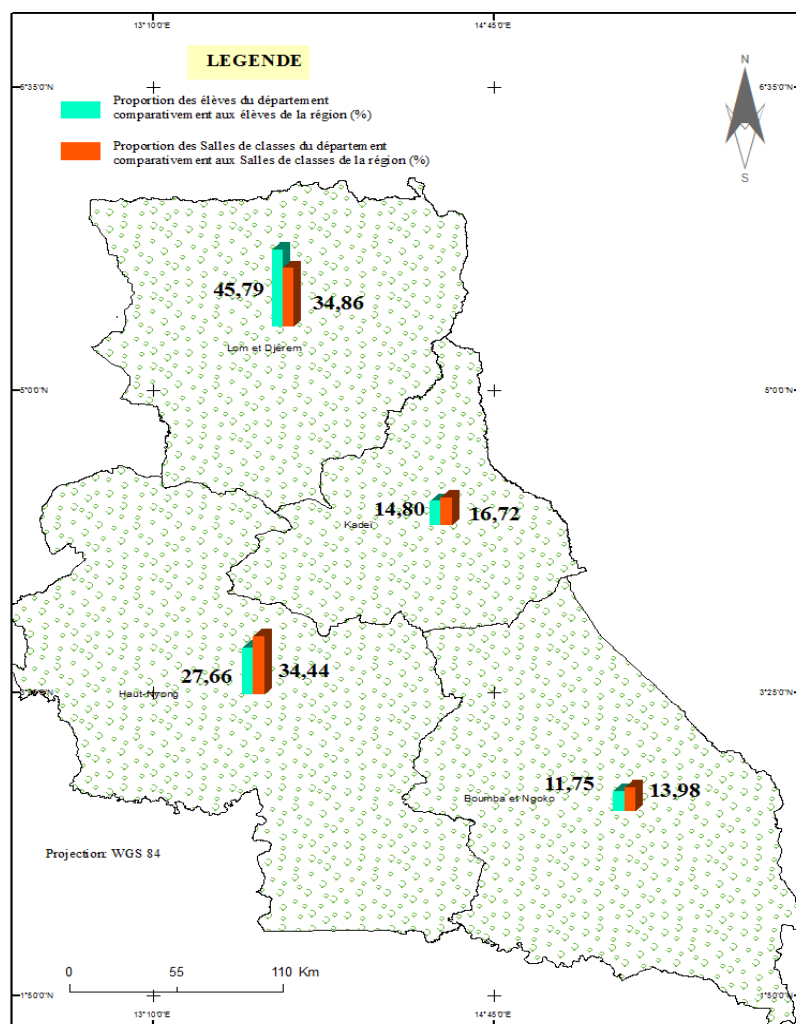 13°10'0"E 14°45'0"E
LEGENDE
N
6°35'0"N 6°35'0"N
Proportion des élèves du département
comparativement aux élèves de la région (%)
Proportion des Salles de classes du département
comparativement aux Salles de classes de la région (%)
S
45,79
34,86
Lom et Djérem
5°0'0"N 5°0'0"N
14,80
16,72
Kadeï
27,66
34,44
Haut-Nyong
3°25'0"N
11,75
13,98
Boumba et Ngoko
Projection: WGS 84
0 55 110 Km
1°50'0"N 1°50'0"N
13°10'0"E 14°45'0"E